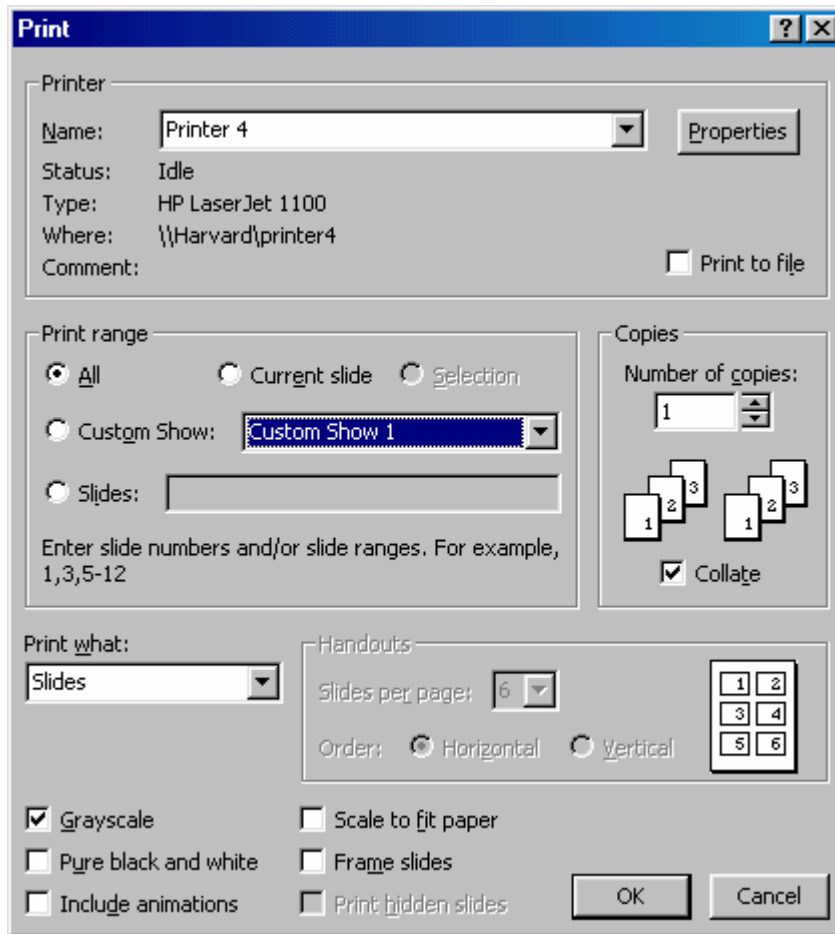 Print
Printer
Name: Printer 4 Properties
Status: Idle
Type: HP LaserJet 1100
Where: \\Harvard\printer4
Comment: Print to file
Print range
All Current slide Selection
Custom Show: Custom Show 1
Slides:
Enter slide numbers and/or slide ranges. For example,
1,3,5-12
Copies
Number of copies:
1
1 2 3 1 2 3
Collate
Print what:
Slides
Handouts
Slides per page: 6
Order: Horizontal Vertical
1 2
3 4
5 6
Grayscale Scale to fit paper
Pure black and white Frame slides
Include animations Print hidden slides
OK Cancel